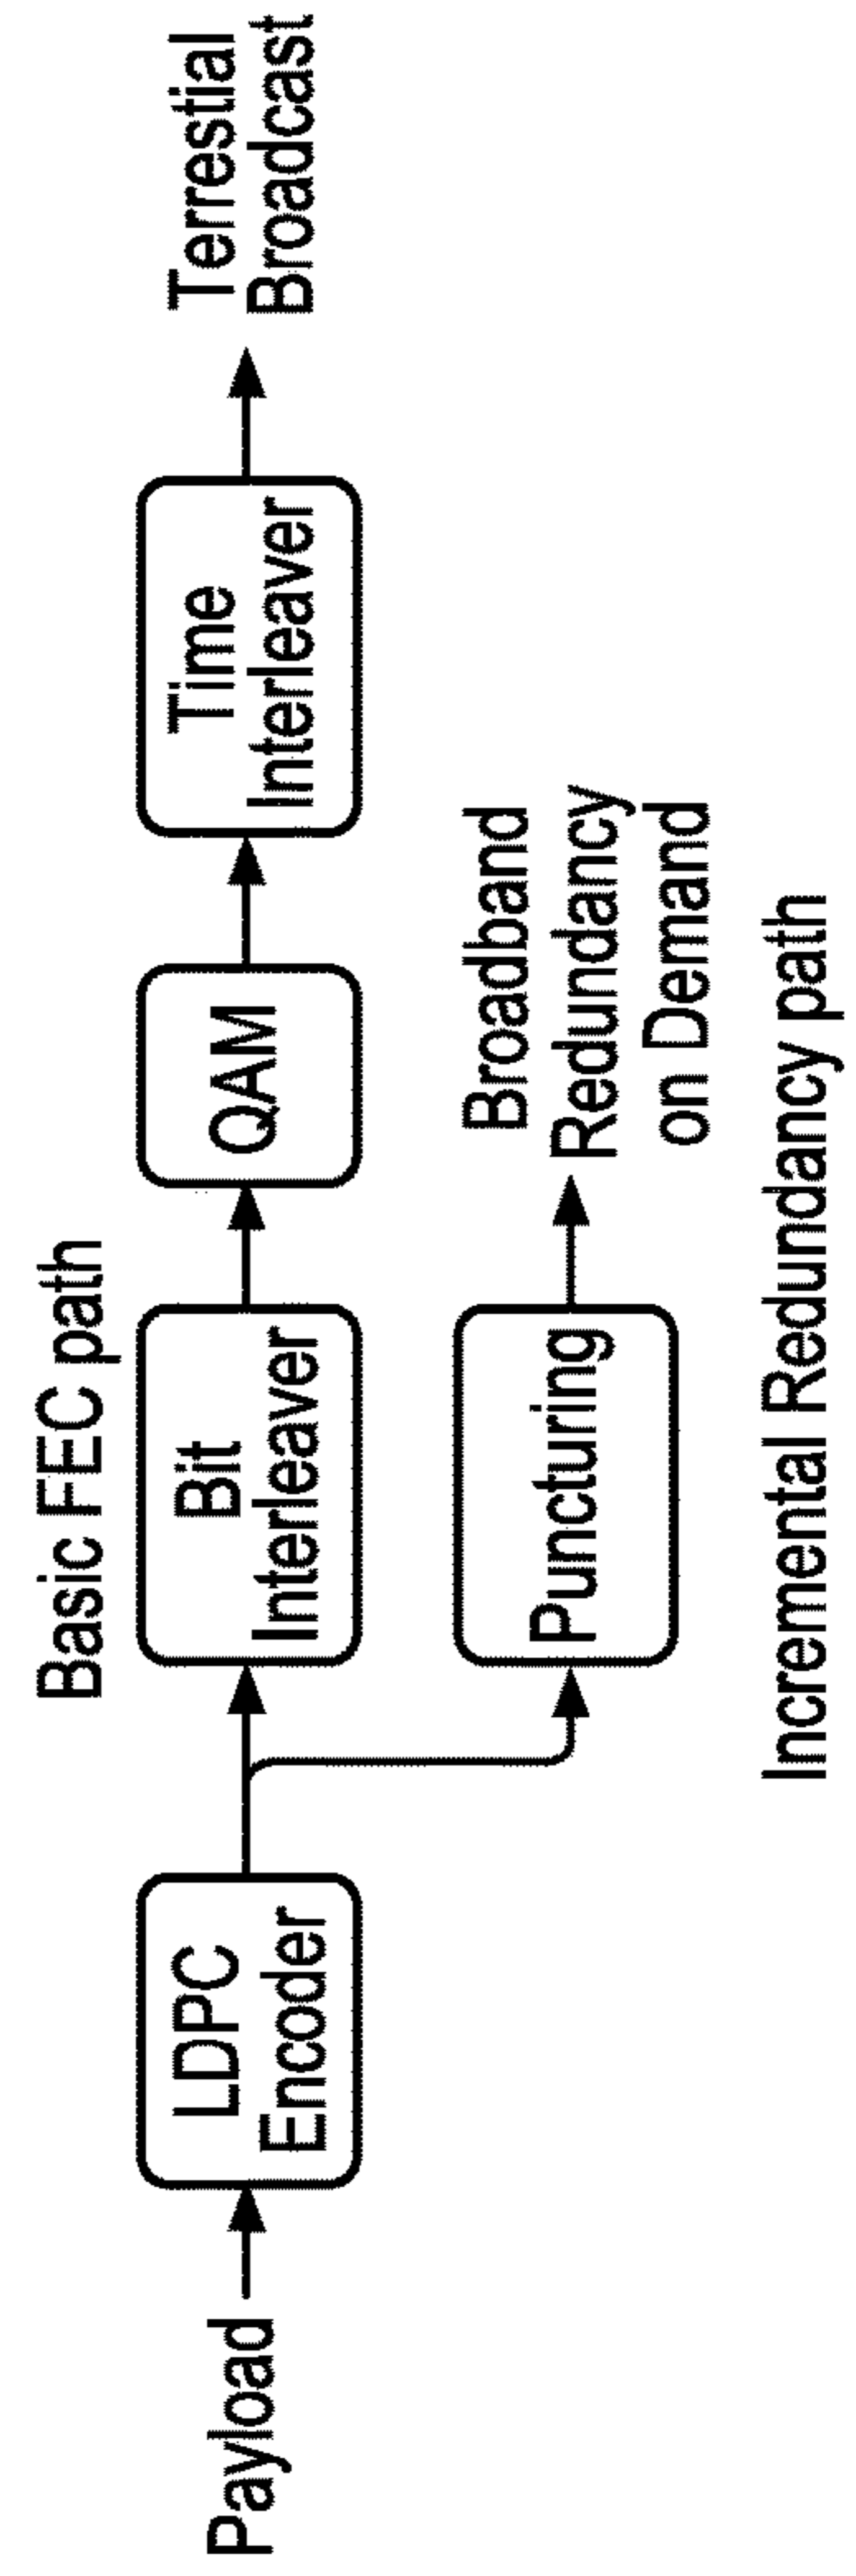 Basic FEC path
Payload
LDPC
Encoder
Bit
Interleaver
QAM
Time
Interleaver
Terrestial
Broadcast
Puncturing
Broadband
Redundancy
on Demand
Incremental Redundancy path